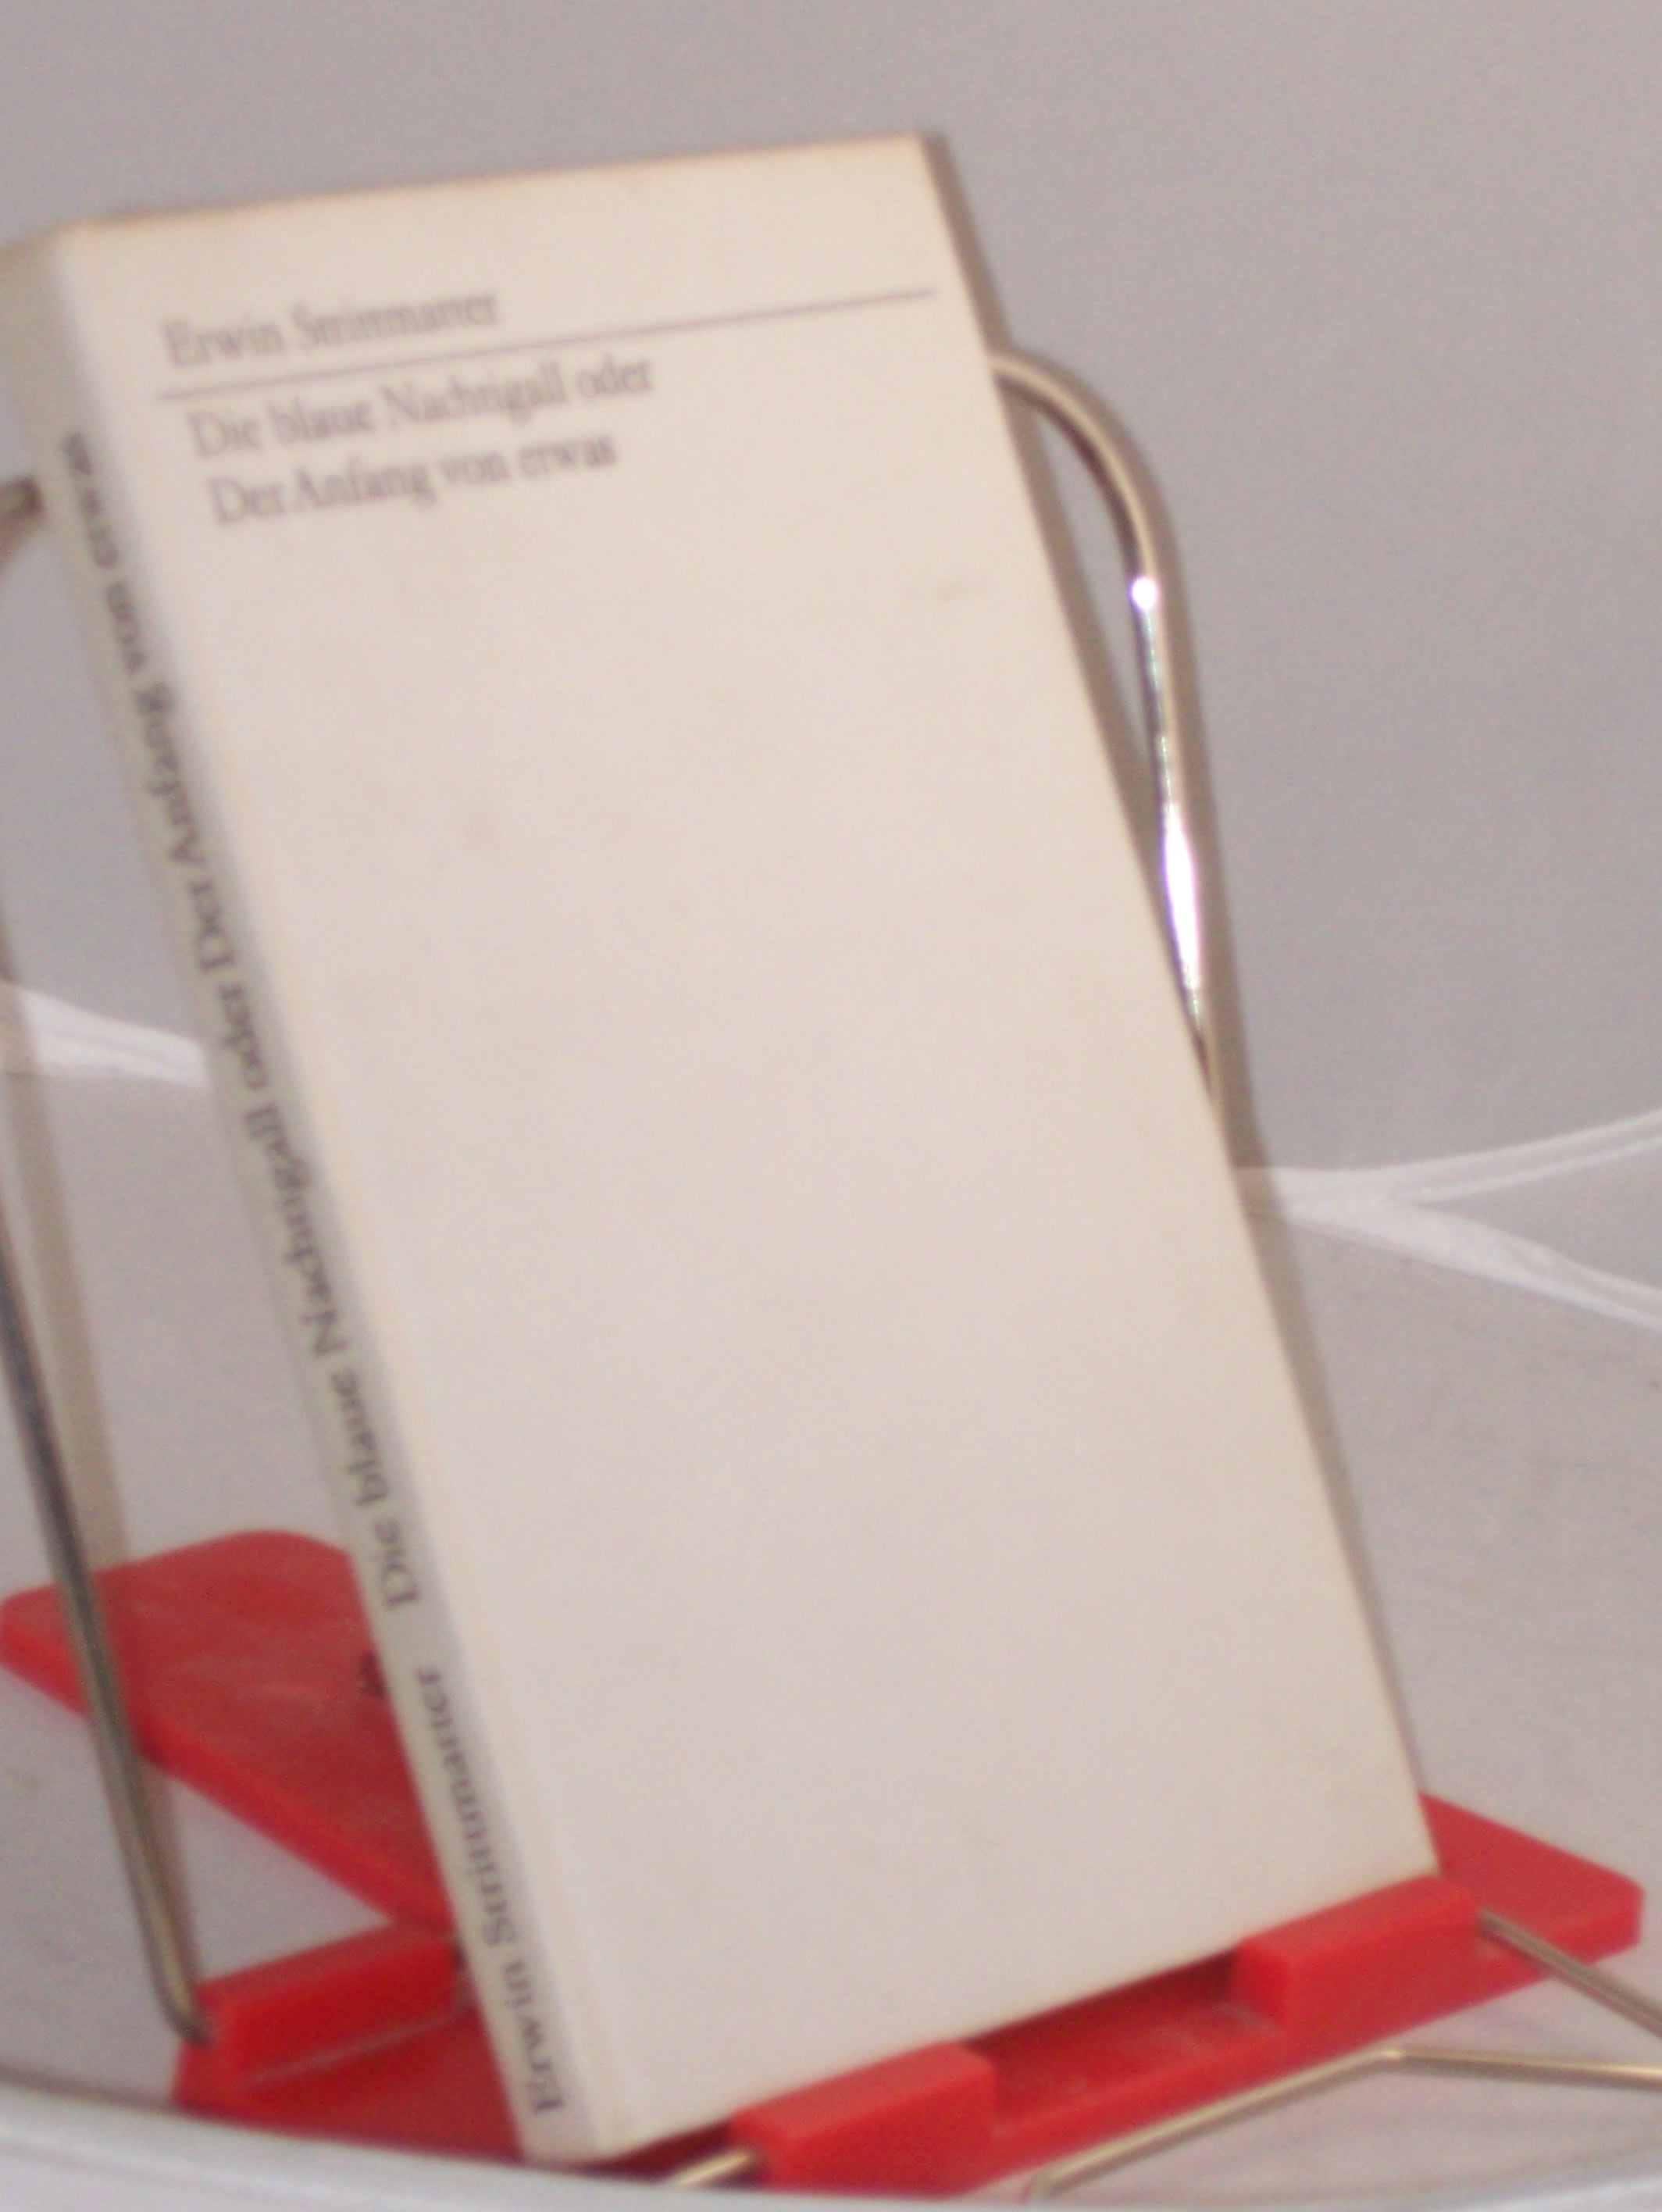 Erwin Strittmatter
Die blaue Nachtigall oder
Der Anfang von etwas
Erwin Strittmatter Die blaue Nachtigall oder Der Anfang von etwas